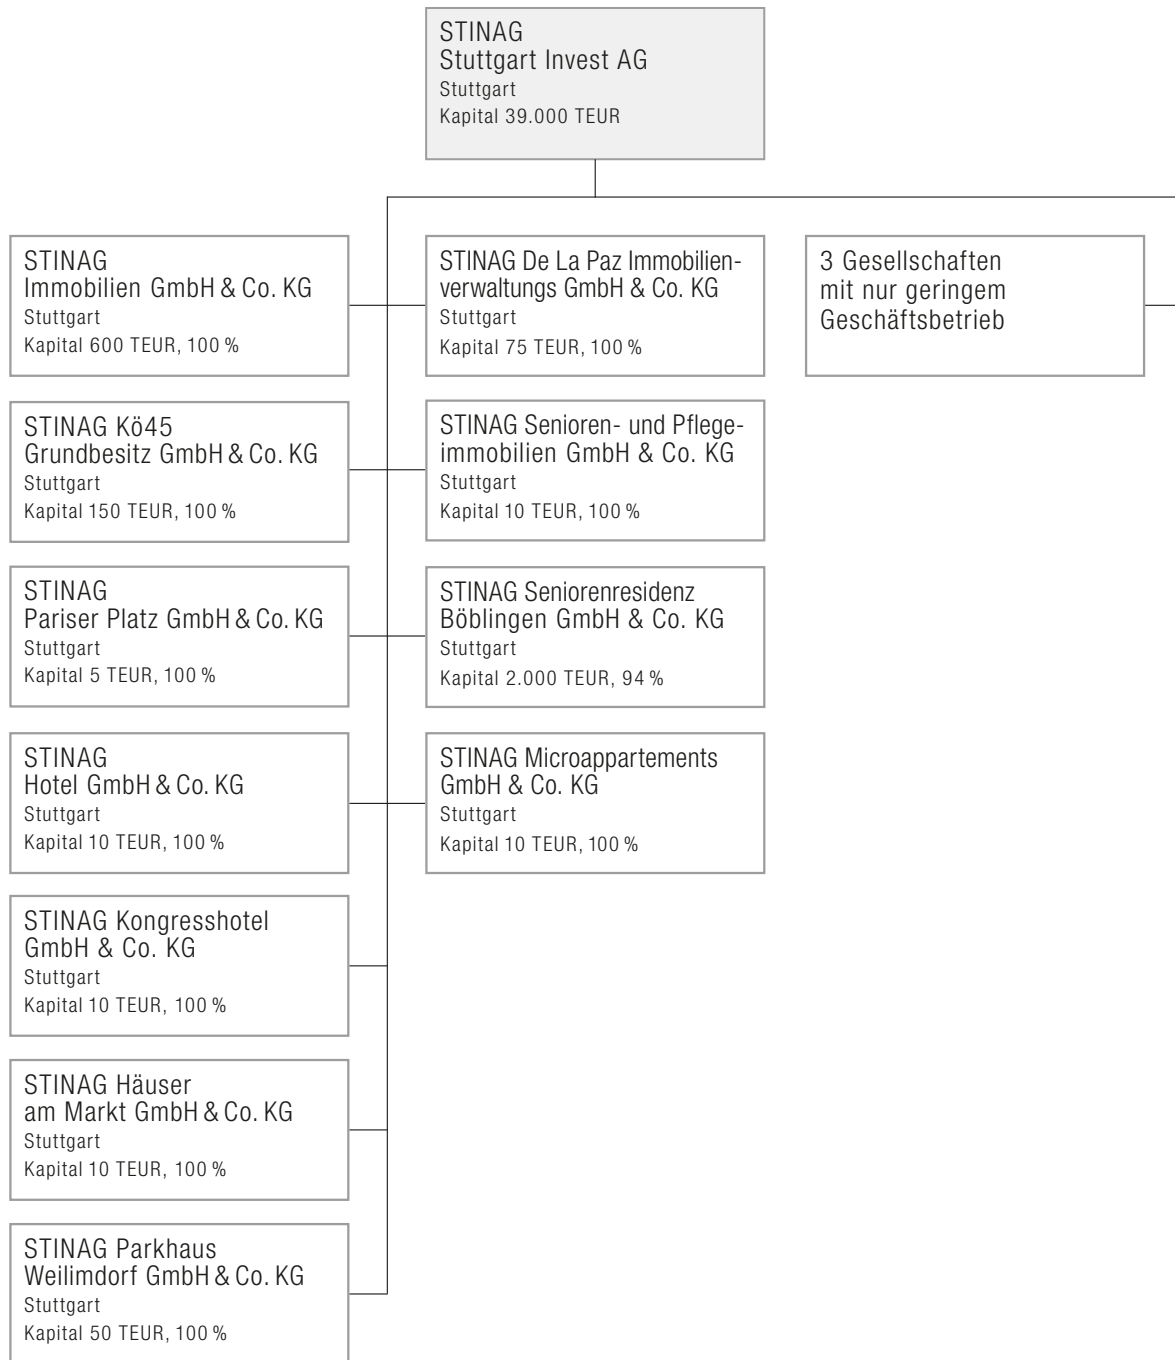 STINAG
Stuttgart Invest AG
Stuttgart
Kapital 39.000 TEUR
STINAG
Immobilien GmbH & Co. KG
Stuttgart
Kapital 600 TEUR, 100 %
STINAG Kö45
Grundbesitz GmbH & Co. KG
Stuttgart
Kapital 150 TEUR, 100 %
STINAG
Pariser Platz GmbH & Co. KG
Stuttgart
Kapital 5 TEUR, 100 %
STINAG
Hotel GmbH & Co. KG
Stuttgart
Kapital 10 TEUR, 100 %
STINAG Kongresshotel
GmbH & Co. KG
Stuttgart
Kapital 10 TEUR, 100 %
STINAG Häuser
am Markt GmbH & Co. KG
Stuttgart
Kapital 10 TEUR, 100 %
STINAG Parkhaus
Weilimdorf GmbH & Co. KG
Stuttgart
Kapital 50 TEUR, 100 %
STINAG De La Paz Immobilien-
verwaltungs GmbH & Co. KG
Stuttgart
Kapital 75 TEUR, 100 %
STINAG Senioren- und Pflege-
immobilien GmbH & Co. KG
Stuttgart
Kapital 10 TEUR, 100 %
STINAG Seniorenresidenz
Böblingen GmbH & Co. KG
Stuttgart
Kapital 2.000 TEUR, 94 %
STINAG Microappartements
GmbH & Co. KG
Stuttgart
Kapital 10 TEUR, 100 %
3 Gesellschaften
mit nur geringem
Geschäftsbetrieb